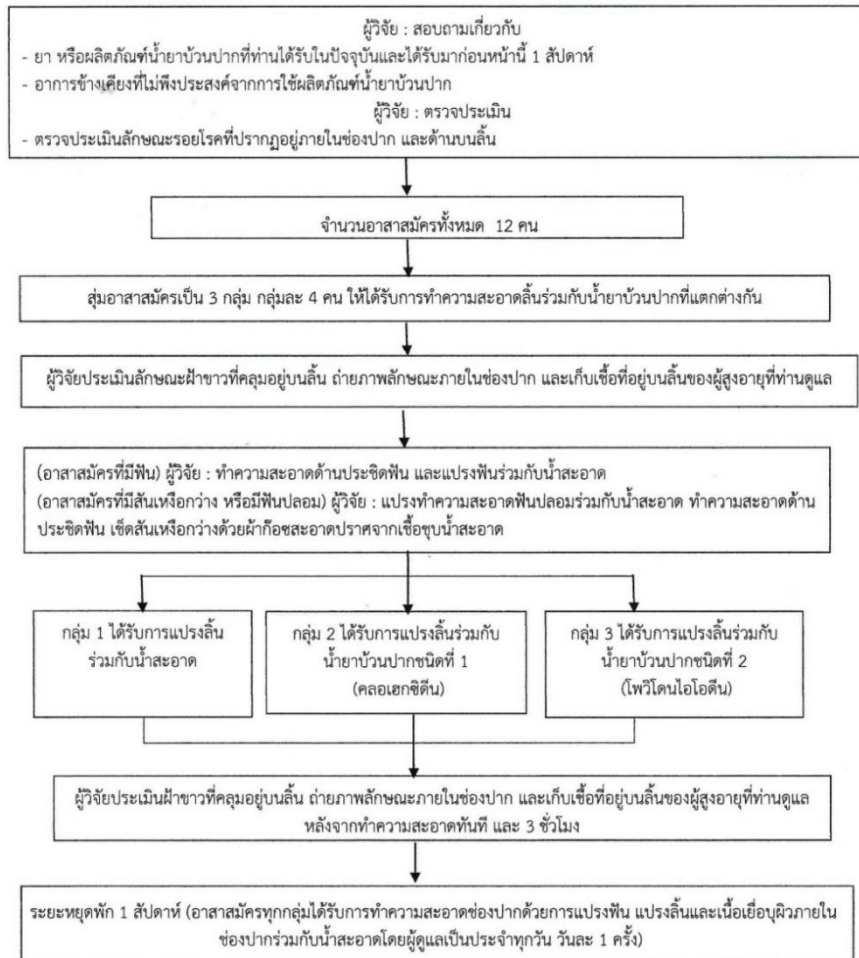 ผู้วิจัย : สอบถามเกี่ยวกับ
- ยา หรือผลิตภัณฑ์น้ำยาบ้วนปากที่ท่านได้รับในปัจจุบันและได้รับมาก่อนหน้านี้ 1 สัปดาห์
- อาการข้างเคียงที่ไม่พึงประสงค์จากการใช้ผลิตภัณฑ์น้ำยาบ้วนปาก
ผู้วิจัย : ตรวจประเมิน
- ตรวจประเมินลักษณะรอยโรคที่ปรากฏอยู่ภายในช่องปาก และด้านบนลิ้น
จำนวนอาสาสมัครทั้งหมด 12 คน
สุ่มอาสาสมัครเป็น 3 กลุ่ม กลุ่มละ 4 คน ให้ได้รับการทำความสะอาดลิ้นร่วมกับน้ำยาบ้วนปากที่แตกต่างกัน
ผู้วิจัยประเมินลักษณะฝ้าขาวที่คลุมอยู่บนลิ้น ถ่ายภาพลักษณะภายในช่องปาก และเก็บเชื้อที่อยู่บนลิ้นของผู้สูงอายุที่ท่านดูแล
(อาสาสมัครที่มีฟัน) ผู้วิจัย : ทำความสะอาดด้านประชิดฟัน และแปรงฟันร่วมกับน้ำสะอาด
(อาสาสมัครที่มีสันเหงือกว่าง หรือมีฟันปลอม) ผู้วิจัย : แปรงทำความสะอาดฟันปลอมร่วมกับน้ำสะอาด ทำความสะอาดด้าน
ประชิดฟัน เช็ดสันเหงือกว่างด้วยผ้าก๊อซสะอาดปราศจากเชื้อชุบน้ำสะอาด
กลุ่ม 1 ได้รับการแปรงลิ้น
ร่วมกับน้ำสะอาด
กลุ่ม 2 ได้รับการแปรงลิ้นร่วมกับ
น้ำยาบ้วนปากชนิดที่ 1
(คลอเฮกซิดีน)
กลุ่ม 3 ได้รับการแปรงลิ้นร่วมกับ
น้ำยาบ้วนปากชนิดที่ 2
(โพวิโดนไอโอดีน)
ผู้วิจัยประเมินฝ้าขาวที่คลุมอยู่บนลิ้น ถ่ายภาพลักษณะภายในช่องปาก และเก็บเชื้อที่อยู่บนลิ้นของผู้สูงอายุที่ท่านดูแล
หลังจากทำความสะอาดทันที และ 3 ชั่วโมง
ระยะหยุดพัก 1 สัปดาห์ (อาสาสมัครทุกกลุ่มได้รับการทำความสะอาดช่องปากด้วยการแปรงฟัน แปรงลิ้นและเนื้อเยื่อบุผิวภายใน
ช่องปากร่วมกับน้ำสะอาดโดยผู้ดูแลเป็นประจำทุกวัน วันละ 1 ครั้ง)